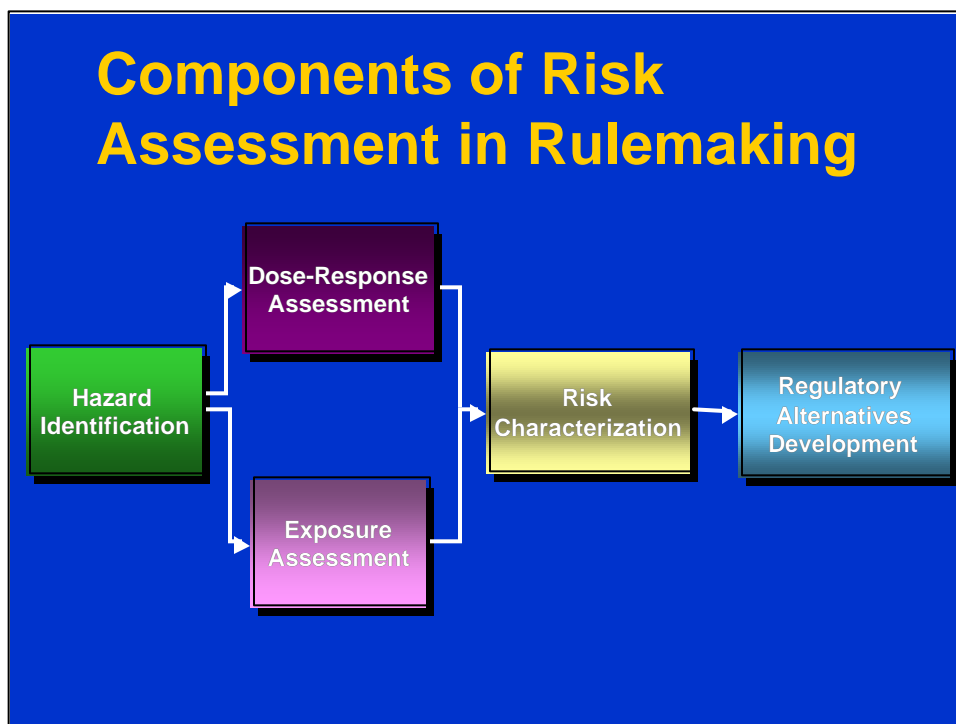 Components of Risk
Assessment in Rulemaking
Dose-Response
Assessment
Hazard
Identification
Risk
Characterization
Regulatory
Alternatives
Development
Exposure
Assessment